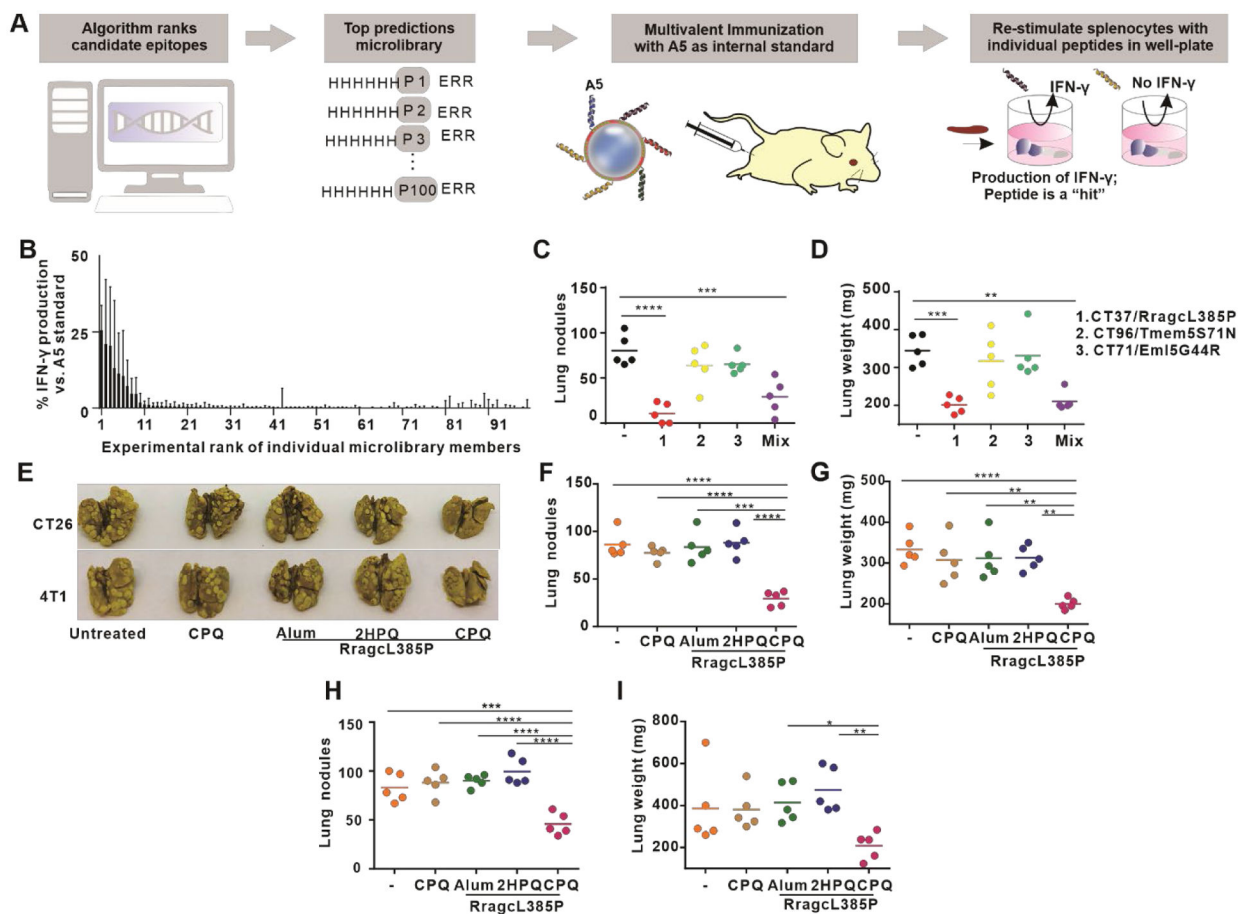 A
Algorithm ranks
candidate epitopes
Top predictions
microlibrary
HHHHHH P 1 ERR
HHHHHH P 2 ERR
HHHHHH P 3 ERR
HHHHHH P100 ERR
Multivalent Immunization
with A5 as internal standard
A5
Re-stimulate splenocytes with
individual peptides in well-plate
IFN-γ
No IFN-γ
Production of IFN-γ;
Peptide is a “hit”
B
% IFN-γ production
vs. A5 standard
50
25
0
1 11 21 31 41 51 61 71 81 91
Experimental rank of individual microlibrary members
C
Lung nodules
150
100
50
0
***
****
- 1 2 3 Mix
D
Lung weight (mg)
500
400
300
200
**
***
- 1 2 3 Mix
1.CT37/RragcL385P
2. CT96/Tmem5S71N
3. CT71/Eml5G44R
E
CT26
4T1
Untreated CPQ Alum 2HPQ CPQ
RragcL385P
F
Lung nodules
150
100
50
0
****
****
***
****
- CPQ Alum 2HPQ CPQ
RragcL385P
G
Lung weight (mg)
500
400
300
200
****
**
**
**
- CPQ Alum 2HPQ CPQ
RragcL385P
H
Lung nodules
150
100
50
0
***
****
****
****
- CPQ Alum 2HPQ CPQ
RragcL385P
I
Lung weight (mg)
800
600
400
200
*
**
- CPQ Alum 2HPQ CPQ
RragcL385P